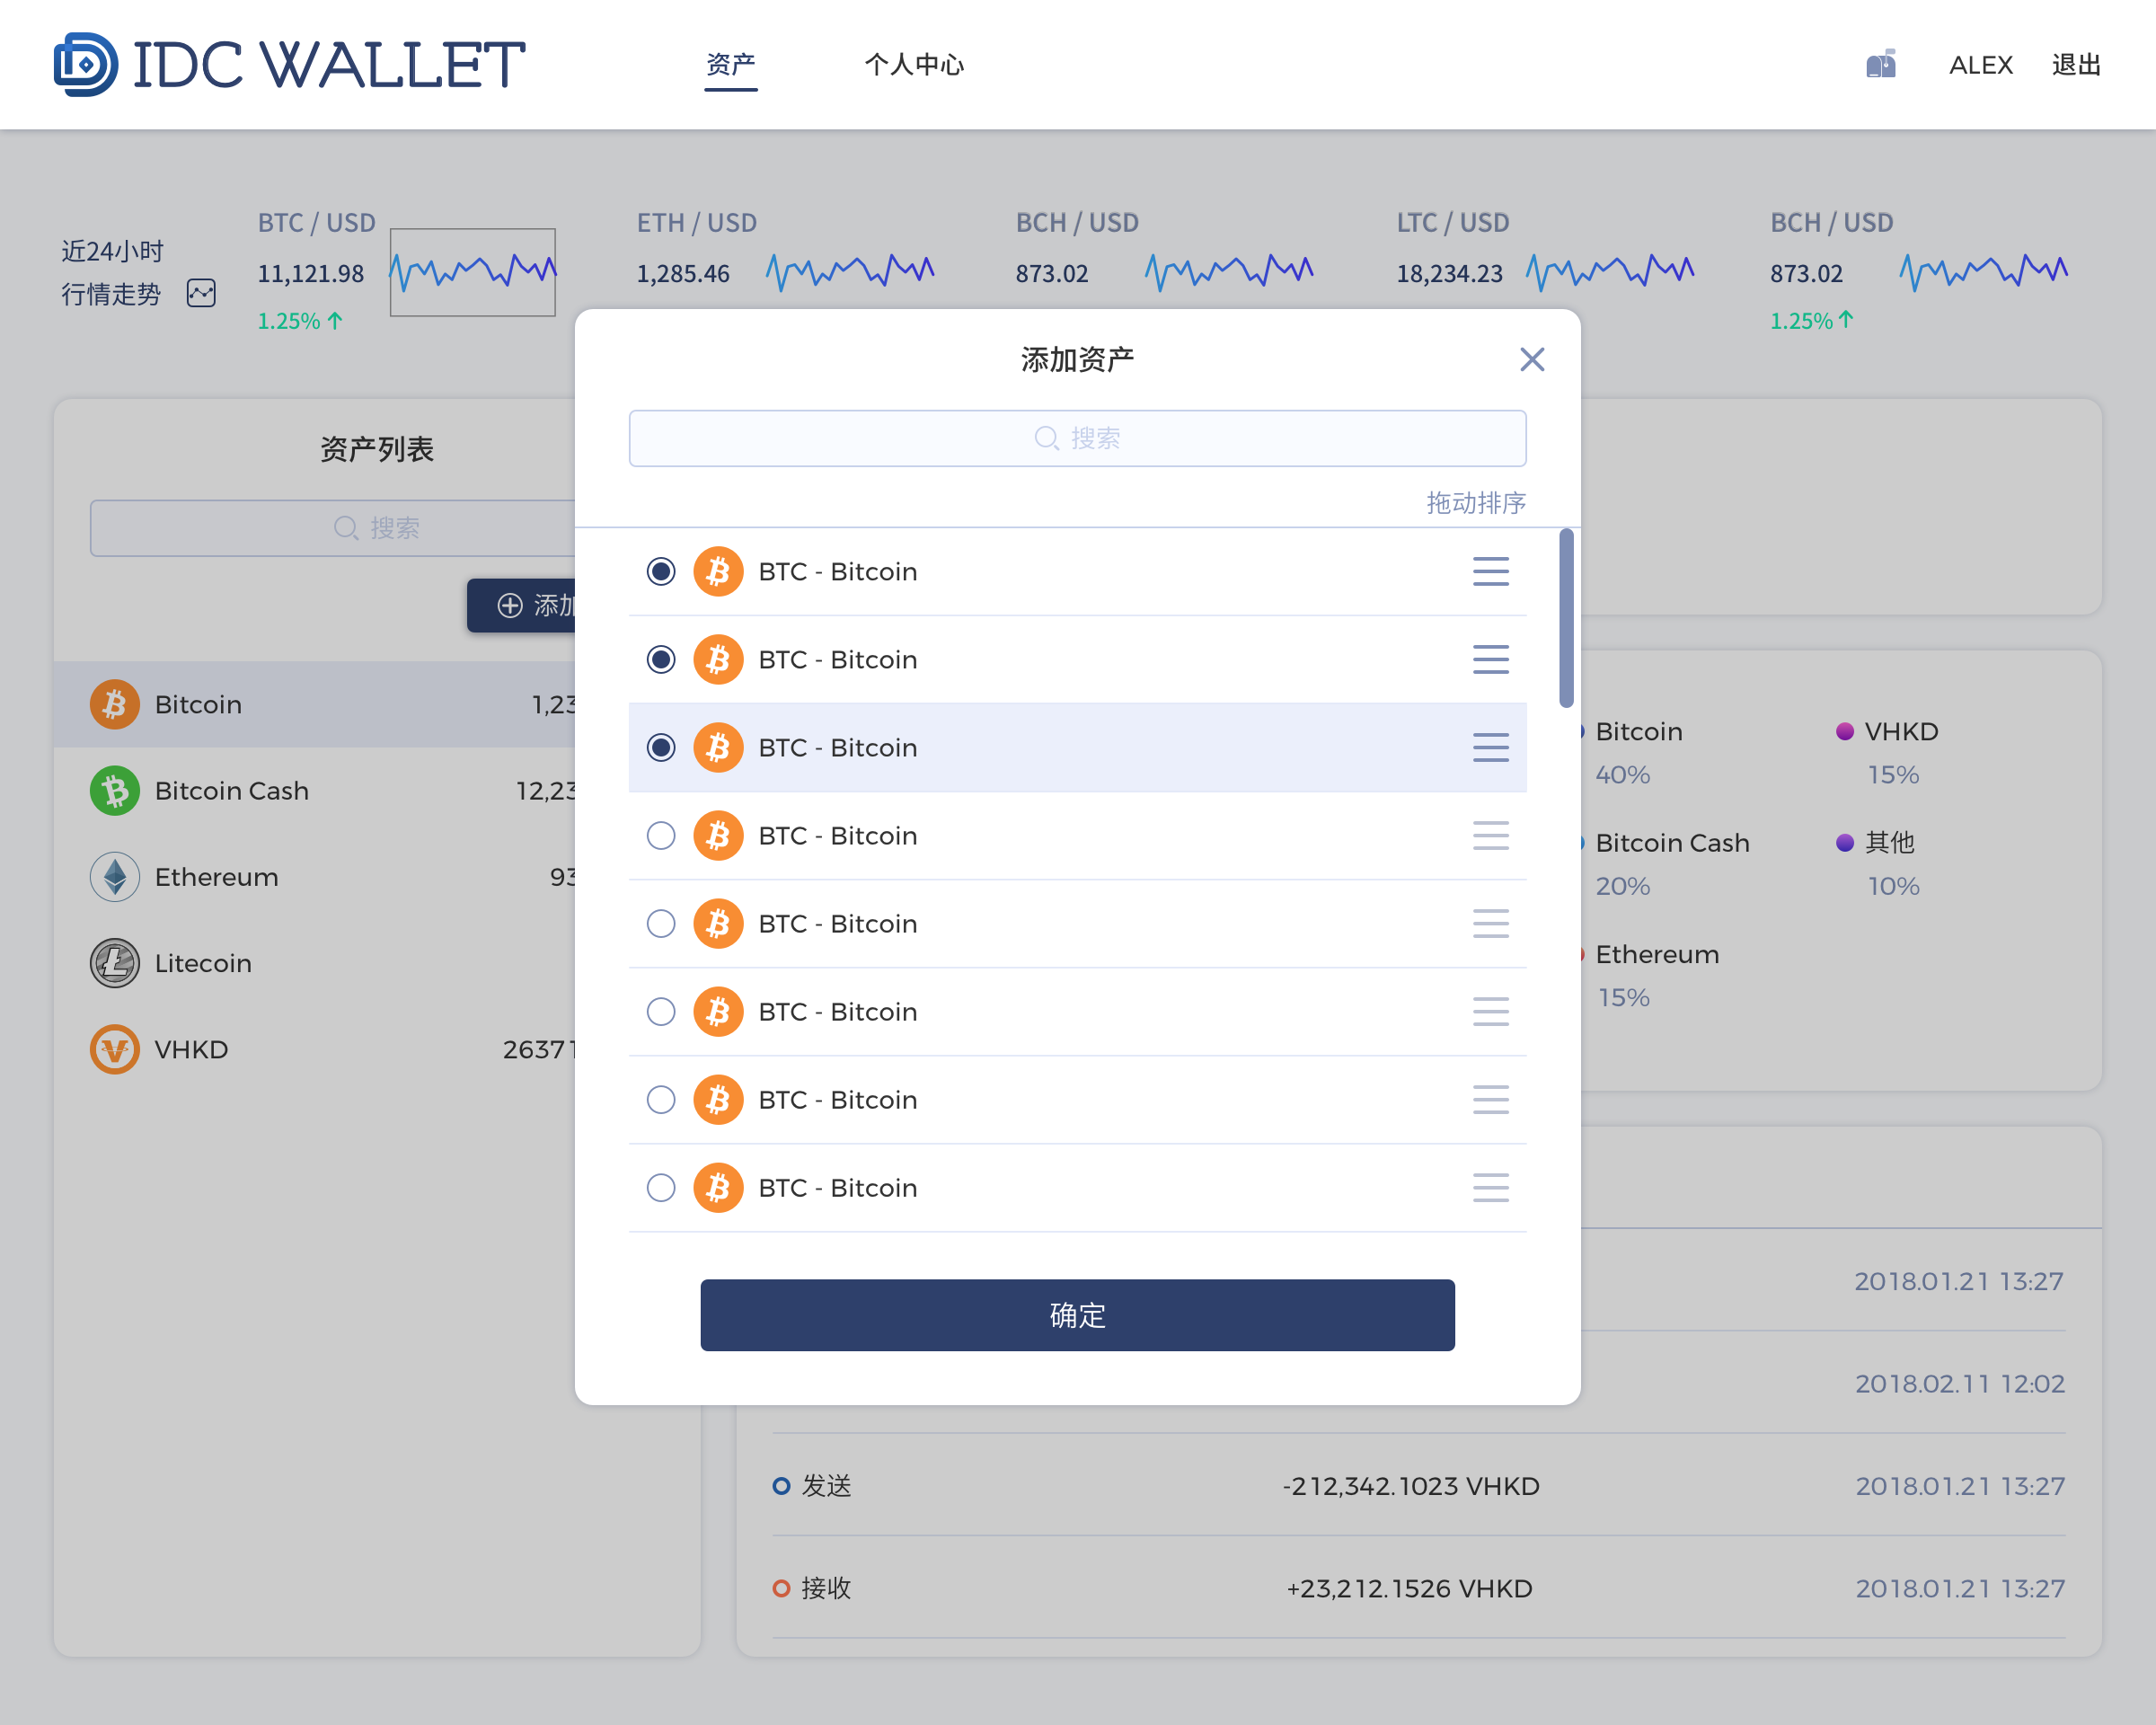 IDC WALLET
资产
个人中心
ALEX
退出
近24小时
行情走势
BTC / USD
11,121.98
1.25%
ETH / USD
1,285.46
BCH / USD
873.02
LTC / USD
18,234.23
BCH / USD
873.02
1.25%
资产列表
搜索
添加
Bitcoin
1,23
Bitcoin Cash
12,23
Ethereum
93
Litecoin
VHKD
26371
添加资产
搜索
拖动排序
BTC - Bitcoin
BTC - Bitcoin
BTC - Bitcoin
BTC - Bitcoin
BTC - Bitcoin
BTC - Bitcoin
BTC - Bitcoin
BTC - Bitcoin
确定
Bitcoin
40%
VHKD
15%
Bitcoin Cash
20%
其他
10%
Ethereum
15%
2018.01.21 13:27
2018.02.11 12:02
发送
-212,342.1023 VHKD
2018.01.21 13:27
接收
+23,212.1526 VHKD
2018.01.21 13:27